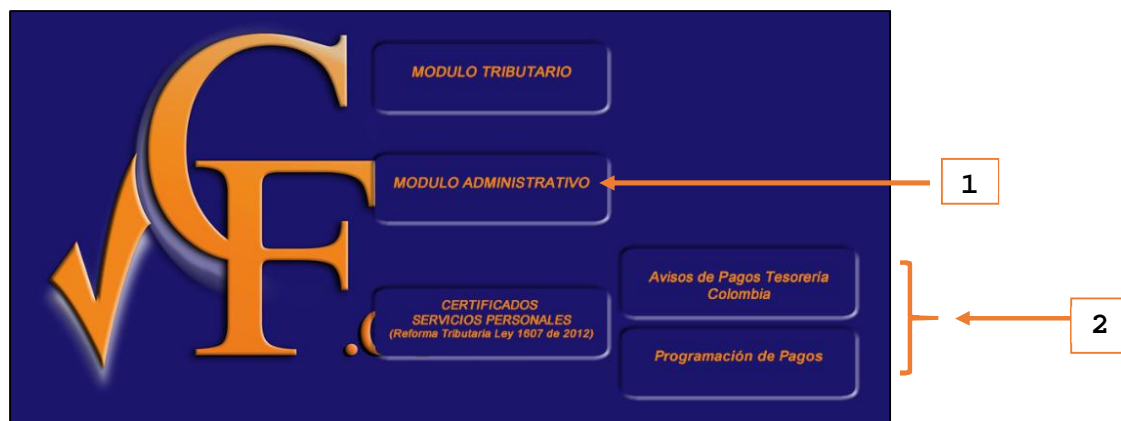 CF
MODULO TRIBUTARIO
MODULO ADMINISTRATIVO
1
CERTIFICADOS
SERVICIOS PERSONALES
(Reforma Tributaria Ley 1607 de 2012)
Avisos de Pagos Tesorería
Colombia
Programación de Pagos
2